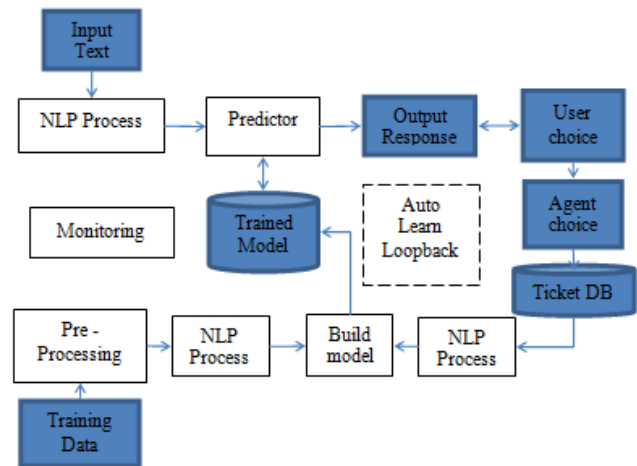 Input
Text
NLP Process
Predictor
Output
Response
User
choice
Monitoring
Trained
Model
Auto
Learn
Loopback
Agent
choice
Ticket DB
Pre -
Processing
NLP
Process
Build
model
NLP
Process
Training
Data